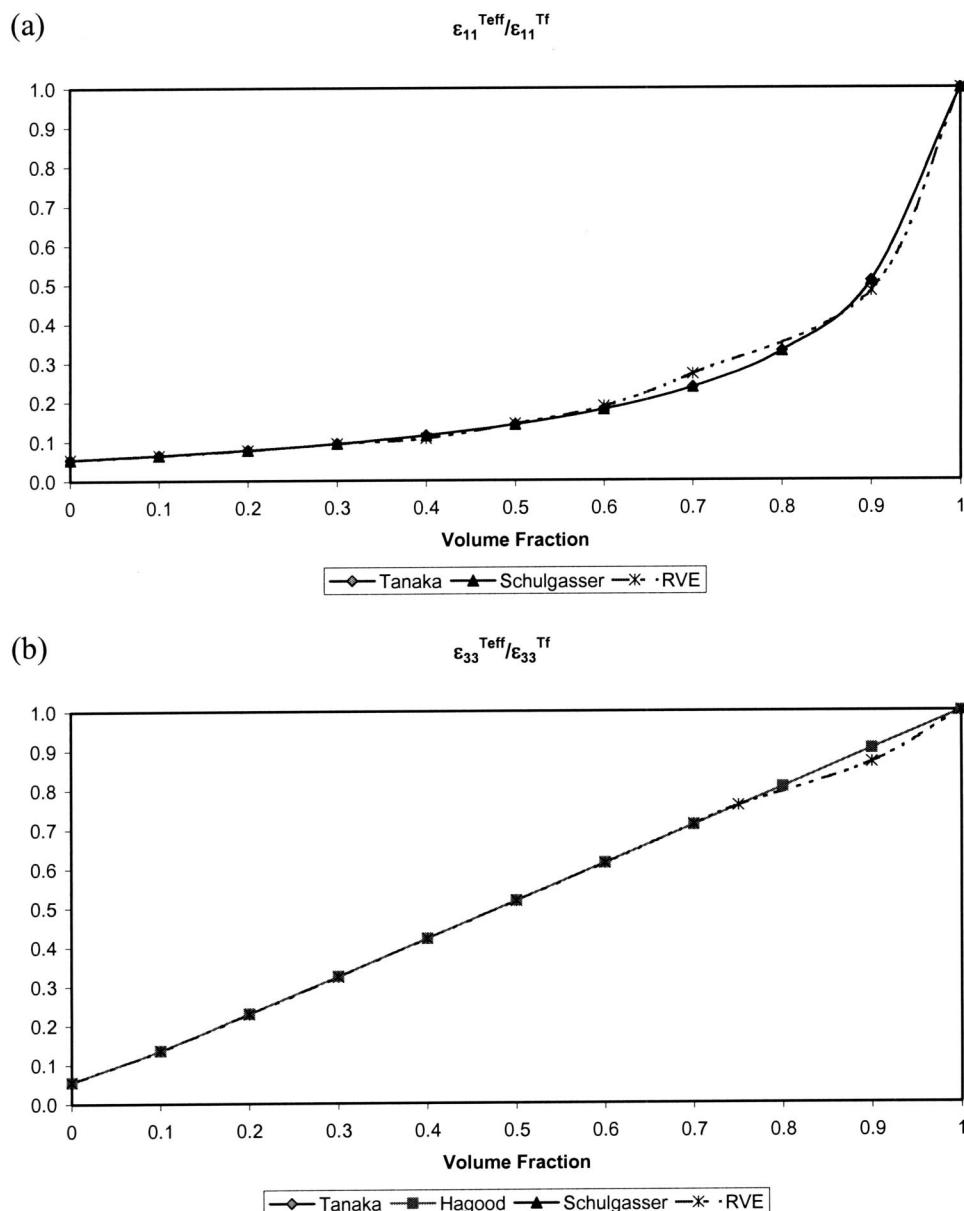 (a)
ε₁₁ᵀᵉᶠᶠ/ε₁₁ᵀᶠ
1.0
0.9
0.8
0.7
0.6
0.5
0.4
0.3
0.2
0.1
0.0
0 0.1 0.2 0.3 0.4 0.5 0.6 0.7 0.8 0.9 1
Volume Fraction
Tanaka Schulgasser RVE
(b)
ε₃₃ᵀᵉᶠᶠ/ε₃₃ᵀᶠ
1.0
0.9
0.8
0.7
0.6
0.5
0.4
0.3
0.2
0.1
0.0
0 0.1 0.2 0.3 0.4 0.5 0.6 0.7 0.8 0.9 1
Volume Fraction
Tanaka Hagood Schulgasser RVE